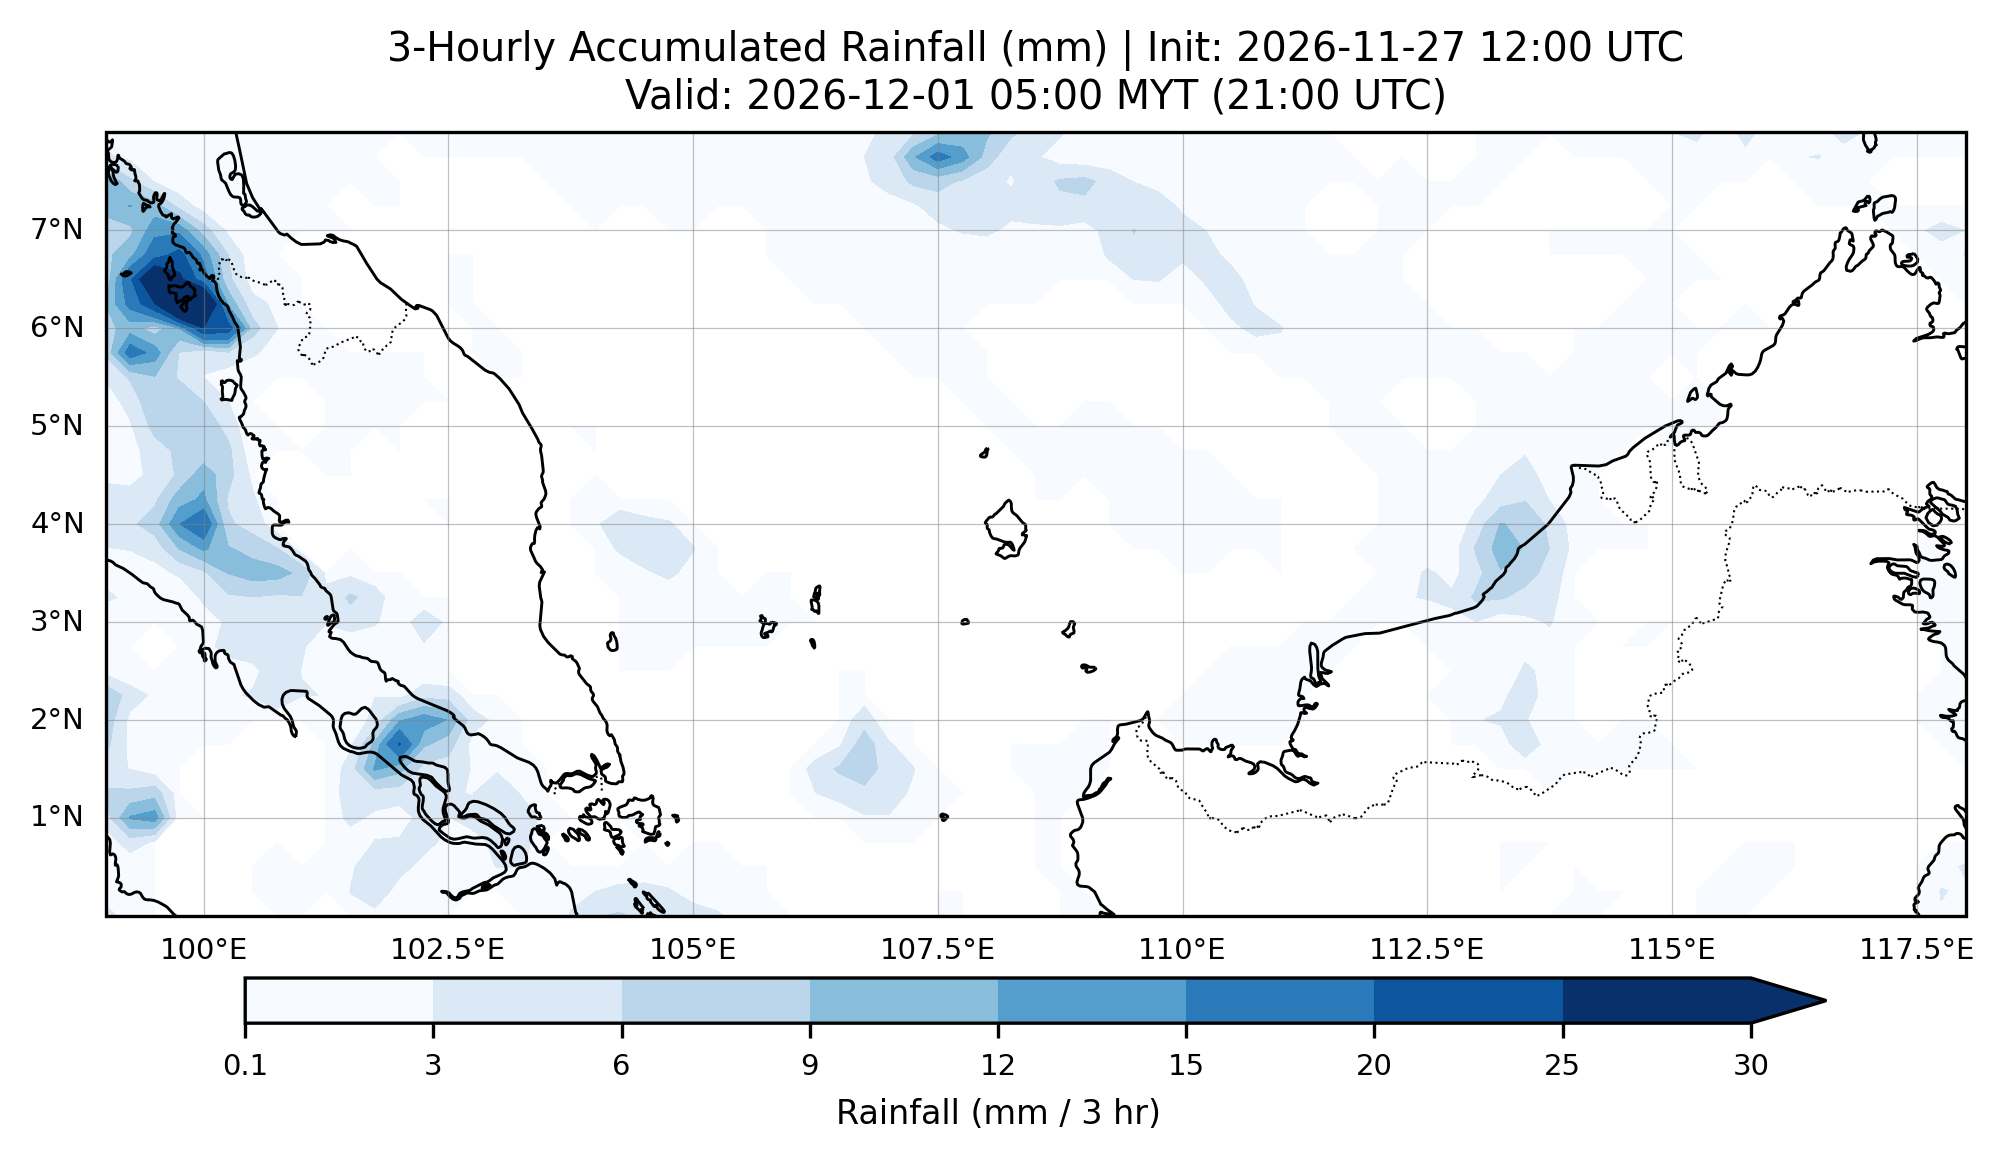 3-Hourly Accumulated Rainfall (mm) | Init: 2026-11-27 12:00 UTC
Valid: 2026-12-01 05:00 MYT (21:00 UTC)
7°N
6°N
5°N
4°N
3°N
2°N
1°N
100°E 102.5°E 105°E 107.5°E 110°E 112.5°E 115°E 117.5°E
0.1 3 6 9 12 15 20 25 30
Rainfall (mm / 3 hr)